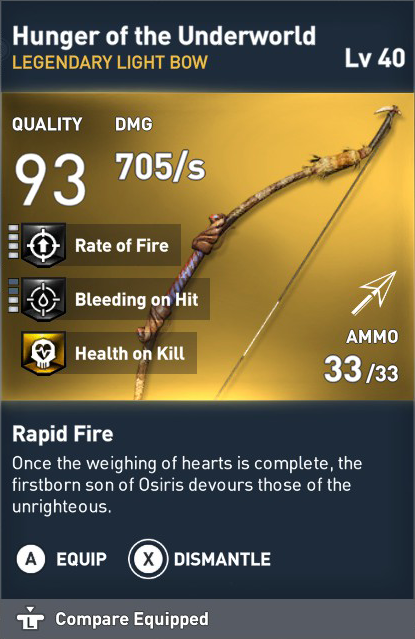 Hunger of the Underworld
LEGENDARY LIGHT BOW
Lv 40
QUALITY
DMG
93
705/s
Rate of Fire
Bleeding on Hit
Health on Kill
AMMO
33/33
Rapid Fire
Once the weighing of hearts is complete, the
firstborn son of Osiris devours those of the
unrighteous.
A EQUIP X DISMANTLE
L Compare Equipped